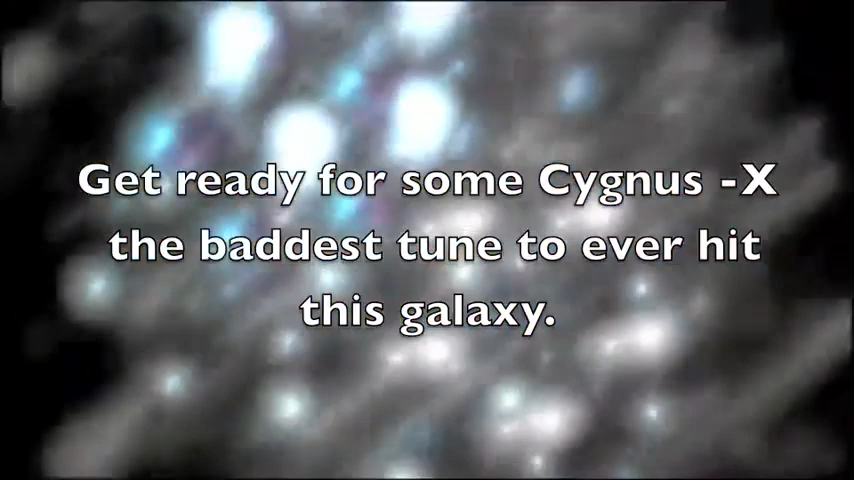 Get ready for some Cygnus -X
the baddest tune to ever hit
this galaxy.